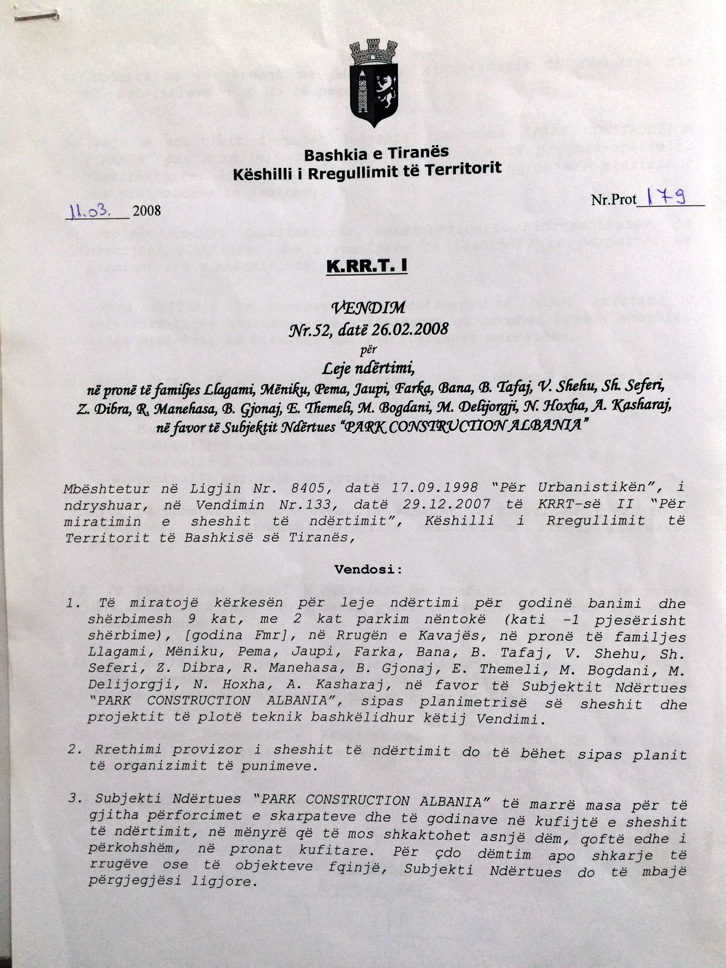 Bashkia e Tiranës
Këshilli i Rregullimit të Territorit
11.03. 2008
Nr.Prot 179
K.RR.T. I
VENDIM
Nr.52, datë 26.02.2008
për
Leje ndërtimi,
në pronë të familjes Llagami, Mëniku, Pema, Jaupi, Farka, Bana, B. Tafaj, V. Shehu, Sh. Seferi,
Z. Dibra, R. Manehasa, B. Gjonaj, E. Themeli, M. Bogdani, M. Delijorgji, N. Hoxha, A. Kasharaj,
në favor të Subjektit Ndërtues "PARK CONSTRUCTION ALBANIA"
Mbështetur në Ligjin Nr. 8405, datë 17.09.1998 "Për Urbanistikën", i
ndryshuar, në Vendimin Nr.133, datë 29.12.2007 të KRRT-së II "Për
miratimin e sheshit të ndërtimit", Këshilli i Rregullimit të
Territorit të Bashkisë së Tiranës,
Vendosi:
1. Të miratojë kërkesën për leje ndërtimi për godinë banimi dhe
shërbimesh 9 kat, me 2 kat parkim nëntokë (kati -1 pjesërisht
shërbime), [godina Fmr], në Rrugën e Kavajës, në pronë të familjes
Llagami, Mëniku, Pema, Jaupi, Farka, Bana, B. Tafaj, V. Shehu, Sh.
Seferi, Z. Dibra, R. Manehasa, B. Gjonaj, E. Themeli, M. Bogdani, M.
Delijorgji, N. Hoxha, A. Kasharaj, në favor të Subjektit Ndërtues
"PARK CONSTRUCTION ALBANIA", sipas planimetrisë së sheshit dhe
projektit të plotë teknik bashkëlidhur këtij Vendimi.
2. Rrethimi provizor i sheshit të ndërtimit do të bëhet sipas planit
të organizimit të punimeve.
3. Subjekti Ndërtues "PARK CONSTRUCTION ALBANIA" të marrë masa për të
gjitha përforcimet e skarpateve dhe të godinave në kufijtë e sheshit
të ndërtimit, në mënyrë që të mos shkaktohet asnjë dëm, qoftë edhe i
përkohshëm, në pronat kufitare. Për çdo dëmtim apo shkarje të
rrugëve ose të objekteve fqinjë, Subjekti Ndërtues do të mbajë
përgjegjësi ligjore.